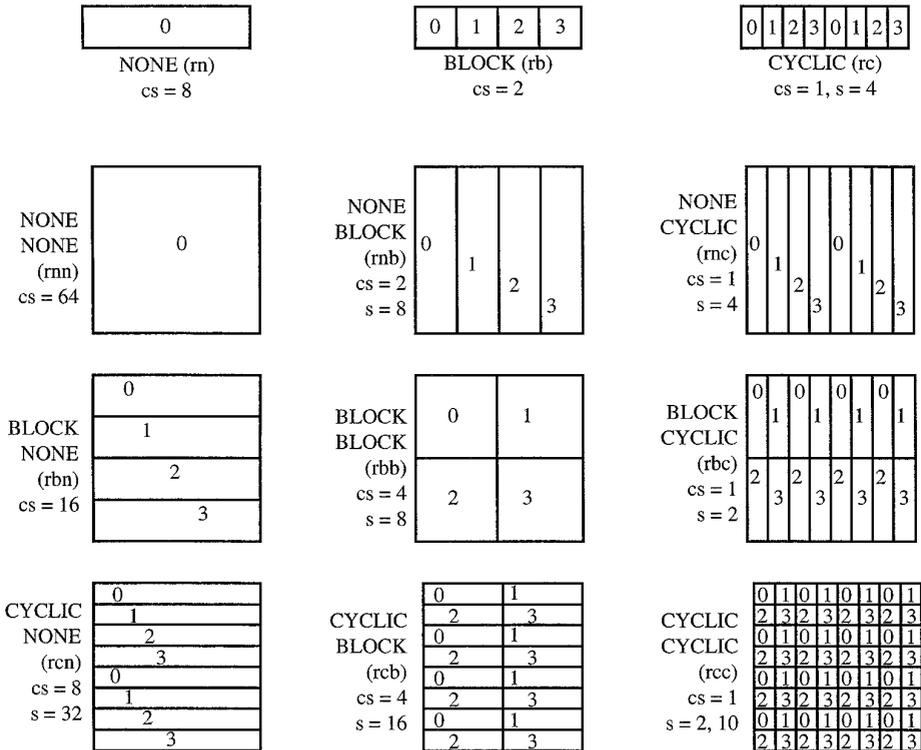 0
0 1 2 3
0 1 2 3 0 1 2 3
NONE (rn)
cs = 8
BLOCK (rb)
cs = 2
CYCLIC (rc)
cs = 1, s = 4
NONE
NONE
(rnn)
cs = 64
0
NONE
BLOCK
(rnb)
cs = 2
s = 8
0
1
2
3
NONE
CYCLIC
(rnc)
cs = 1
s = 4
0 0
1 1
2 2
3 3
BLOCK
NONE
(rbn)
cs = 16
0
1
2
3
BLOCK
BLOCK
(rbb)
cs = 4
s = 8
0 1
2 3
BLOCK
CYCLIC
(rbc)
cs = 1
s = 2
0 0 0 0
1 1 1 1
2 2 2 2
3 3 3 3
CYCLIC
NONE
(rcn)
cs = 8
s = 32
0
1
2
3
0
1
2
3
CYCLIC
BLOCK
(rcb)
cs = 4
s = 16
0 1
2 3
0 1
2 3
0 1
2 3
0 1
2 3
CYCLIC
CYCLIC
(rcc)
cs = 1
s = 2, 10
0 1 0 1 0 1 0 1
2 3 2 3 2 3 2 3
0 1 0 1 0 1 0 1
2 3 2 3 2 3 2 3
0 1 0 1 0 1 0 1
2 3 2 3 2 3 2 3
0 1 0 1 0 1 0 1
2 3 2 3 2 3 2 3